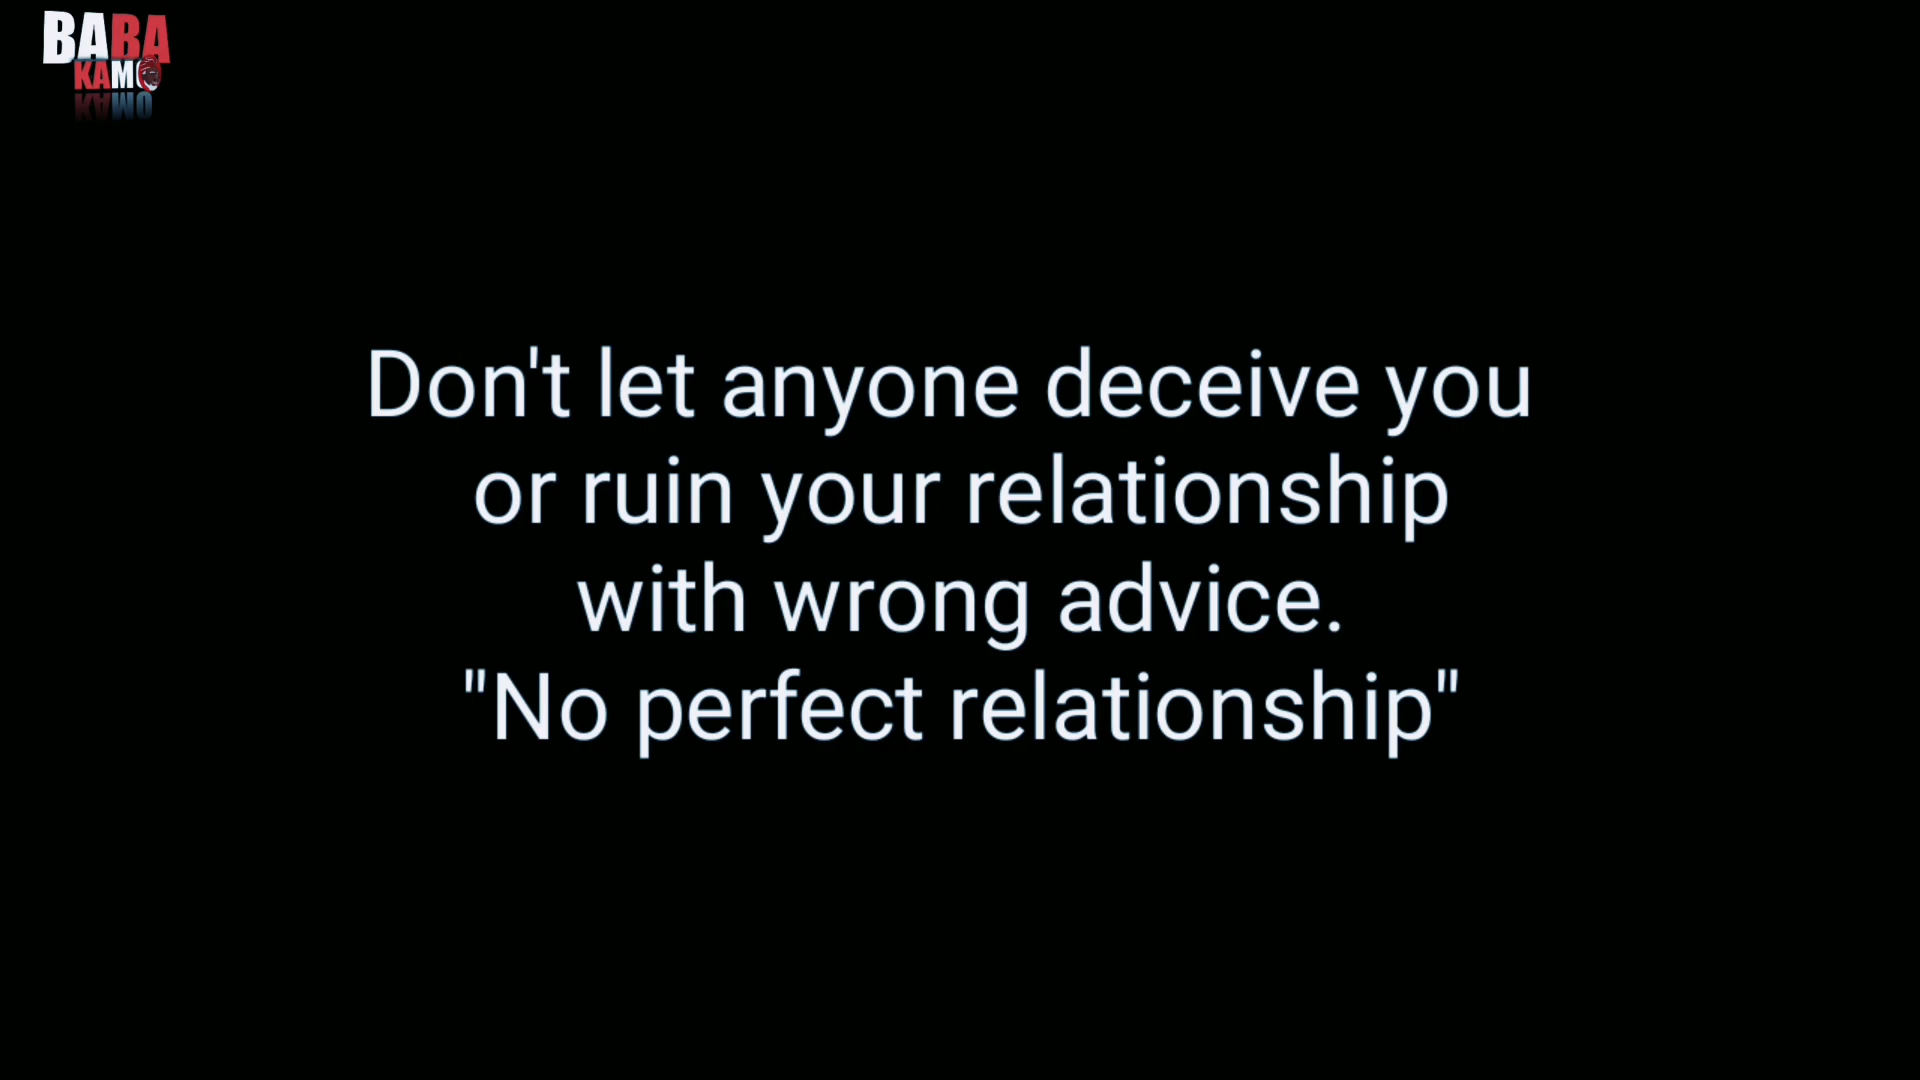 BABA
KAMO
Don't let anyone deceive you
or ruin your relationship
with wrong advice.
"No perfect relationship"